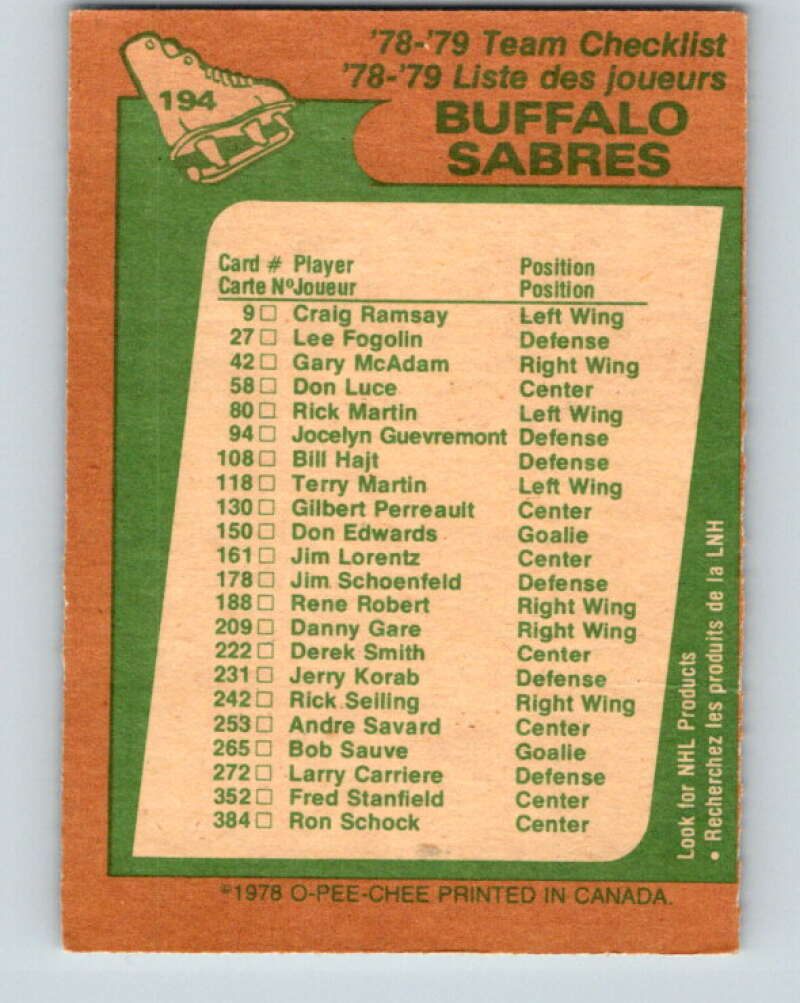 194
'78-'79 Team Checklist
'78-'79 Liste des joueurs
BUFFALO
SABRES
Card # Player Position
Carte Nº Joueur Position
9 □ Craig Ramsay Left Wing
27 □ Lee Fogolin Defense
42 □ Gary McAdam Right Wing
58 □ Don Luce Center
80 □ Rick Martin Left Wing
94 □ Jocelyn Guevremont Defense
108 □ Bill Hajt Defense
118 □ Terry Martin Left Wing
130 □ Gilbert Perreault Center
150 □ Don Edwards Goalie
161 □ Jim Lorentz Center
178 □ Jim Schoenfeld Defense
188 □ Rene Robert Right Wing
209 □ Danny Gare Right Wing
222 □ Derek Smith Center
231 □ Jerry Korab Defense
242 □ Rick Seiling Right Wing
253 □ Andre Savard Center
265 □ Bob Sauve Goalie
272 □ Larry Carriere Defense
352 □ Fred Stanfield Center
384 □ Ron Schock Center
Look for NHL Products
• Recherchez les produits de la LNH
©1978 O-PEE-CHEE PRINTED IN CANADA.